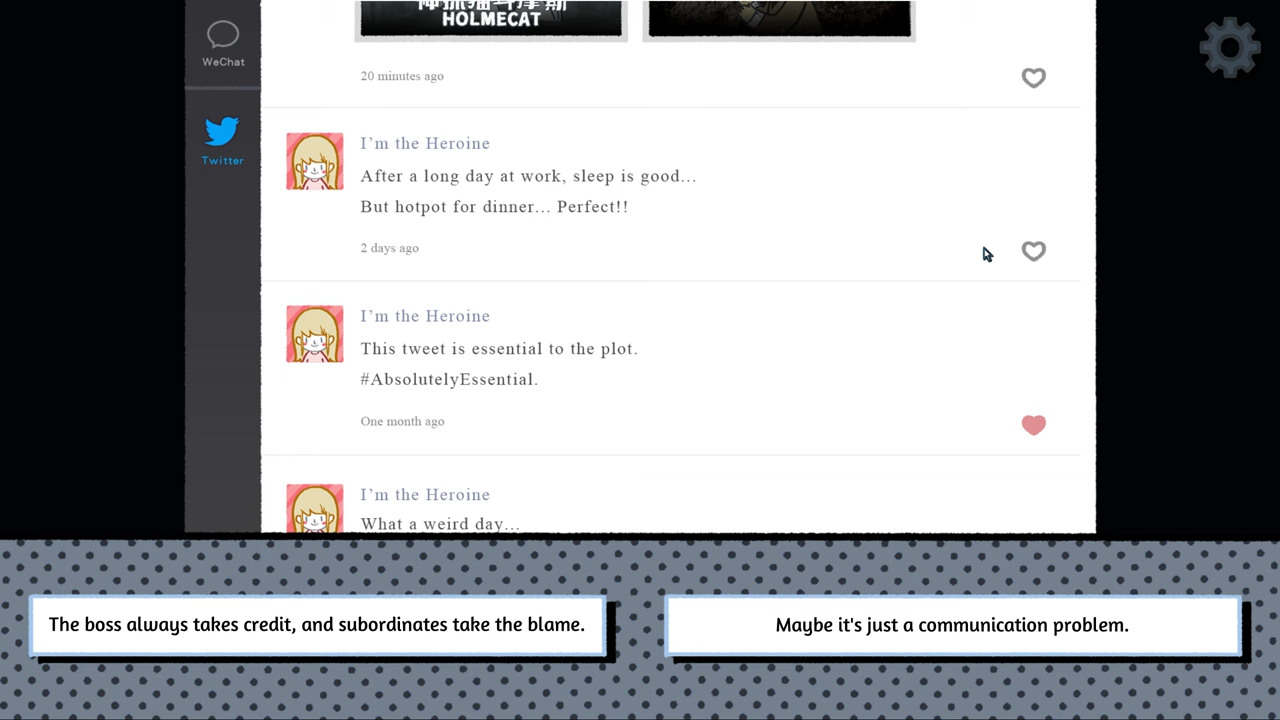 HOLMECAT
WeChat
20 minutes ago
Twitter
I'm the Heroine
After a long day at work, sleep is good...
But hotpot for dinner... Perfect!!
2 days ago
I'm the Heroine
This tweet is essential to the plot.
#AbsolutelyEssential.
One month ago
I'm the Heroine
What a weird day...
The boss always takes credit, and subordinates take the blame.
Maybe it's just a communication problem.